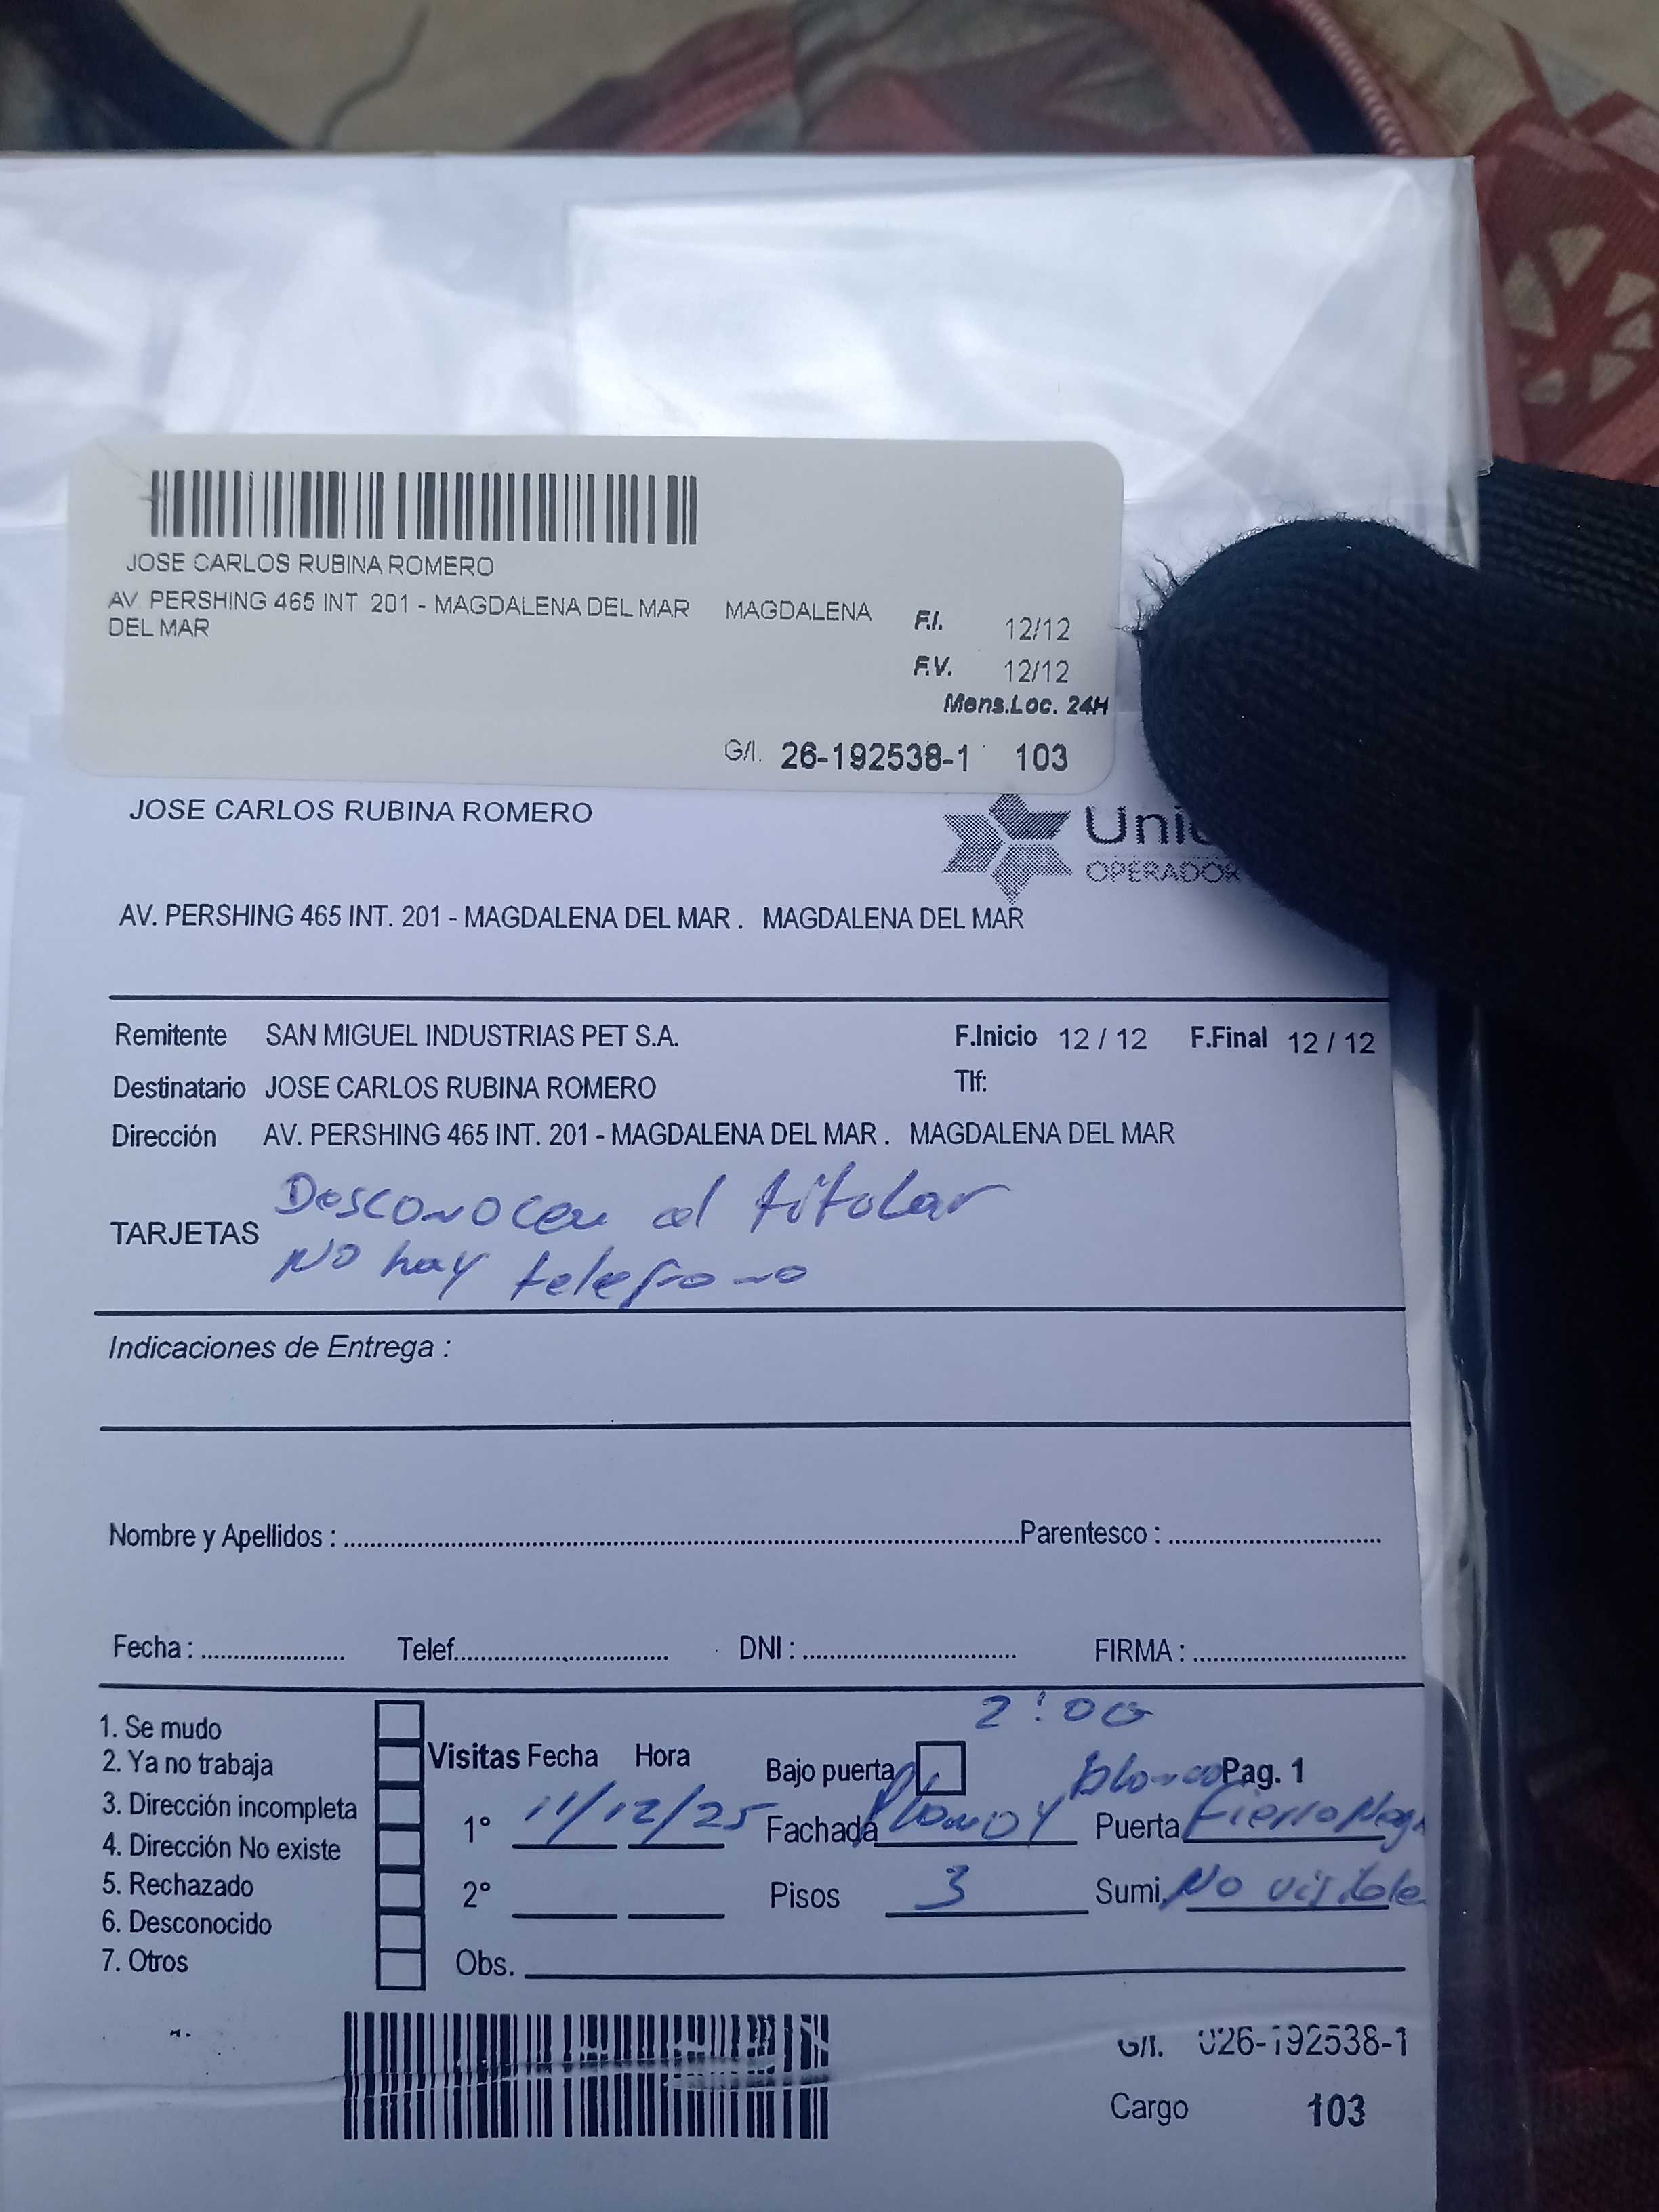 JOSE CARLOS RUBINA ROMERO
AV. PERSHING 465 INT 201 - MAGDALENA DEL MAR MAGDALENA
DEL MAR
F.I. 12/12
F.V. 12/12
Mens.Loc. 24H
G/I. 26-192538-1 103
JOSE CARLOS RUBINA ROMERO
OPERADOR
AV. PERSHING 465 INT. 201 - MAGDALENA DEL MAR . MAGDALENA DEL MAR
Remitente SAN MIGUEL INDUSTRIAS PET S.A. F.Inicio 12 / 12 F.Final 12 / 12
Destinatario JOSE CARLOS RUBINA ROMERO Tlf:
Dirección AV. PERSHING 465 INT. 201 - MAGDALENA DEL MAR . MAGDALENA DEL MAR
Desconocen al titular
TARJETAS
No hay telefono
Indicaciones de Entrega :
Nombre y Apellidos : Parentesco :
Fecha : Telef. DNI : FIRMA :
2:00
1. Se mudo
2. Ya no trabaja
3. Dirección incompleta
4. Dirección No existe
5. Rechazado
6. Desconocido
7. Otros
Visitas Fecha Hora
1° 11/12/25
2°
Bajo puerta
blanco Pag. 1
Fachada Plomo y Puerta Fierro Negr
Pisos 3 Sumi. No visible
Obs.
G/I. 026-192538-1
Cargo 103